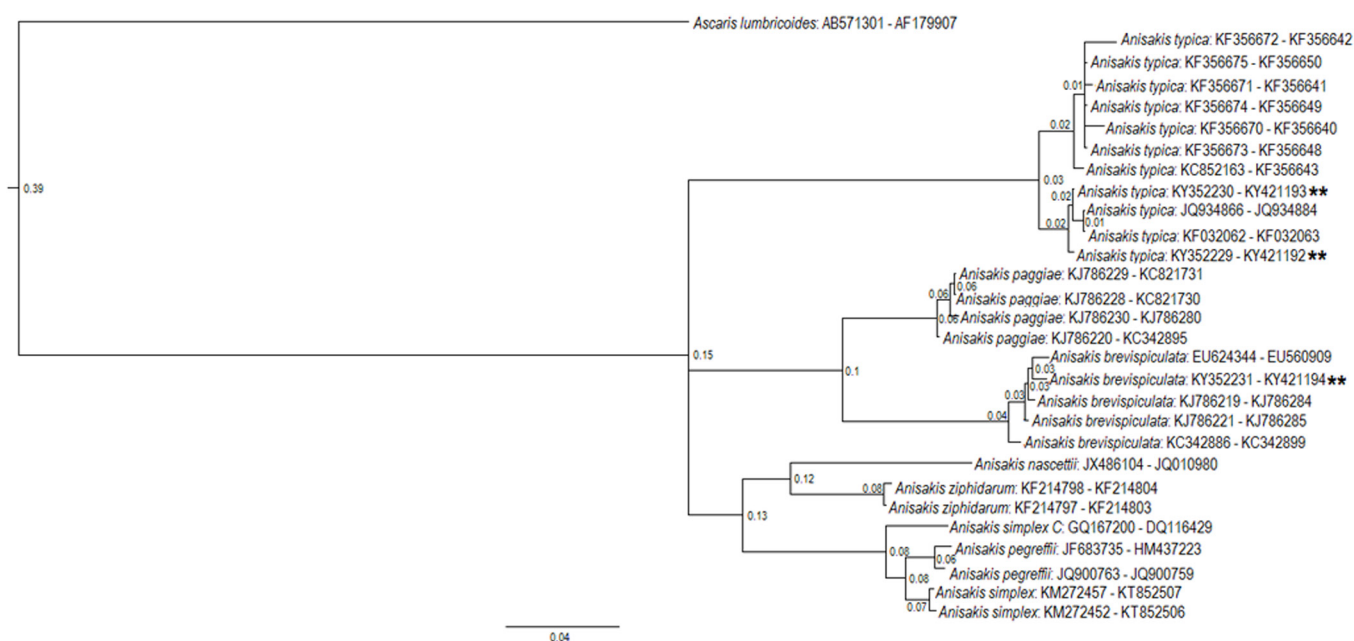 Ascaris lumbricoides: AB571301 - AF179907
Anisakis typica: KF356672 - KF356642
Anisakis typica: KF356675 - KF356650
0.01
Anisakis typica: KF356671 - KF356641
Anisakis typica: KF356674 - KF356649
0.02
Anisakis typica: KF356670 - KF356640
Anisakis typica: KF356673 - KF356648
Anisakis typica: KC852163 - KF356643
0.03
0.39
Anisakis typica: KY352230 - KY421193**
0.02
Anisakis typica: JQ934866 - JQ934884
0.02
0.01
Anisakis typica: KF032062 - KF032063
Anisakis typica: KY352229 - KY421192**
Anisakis paggiae: KJ786229 - KC821731
0.06
0.06
Anisakis paggiae: KJ786228 - KC821730
0.06
Anisakis paggiae: KJ786230 - KJ786280
Anisakis paggiae: KJ786220 - KC342895
0.15
Anisakis brevispiculata: EU624344 - EU560909
0.03
0.1
Anisakis brevispiculata: KY352231 - KY421194**
0.03
0.03
Anisakis brevispiculata: KJ786219 - KJ786284
0.04
Anisakis brevispiculata: KJ786221 - KJ786285
Anisakis brevispiculata: KC342886 - KC342899
Anisakis nascettii: JX486104 - JQ010980
0.12
0.08
Anisakis ziphidarum: KF214798 - KF214804
Anisakis ziphidarum: KF214797 - KF214803
0.13
Anisakis simplex C: GQ167200 - DQ116429
0.08
Anisakis pegreffii: JF683735 - HM437223
0.06
Anisakis pegreffii: JQ900763 - JQ900759
0.08
Anisakis simplex: KM272457 - KT852507
0.07
Anisakis simplex: KM272452 - KT852506
0.04